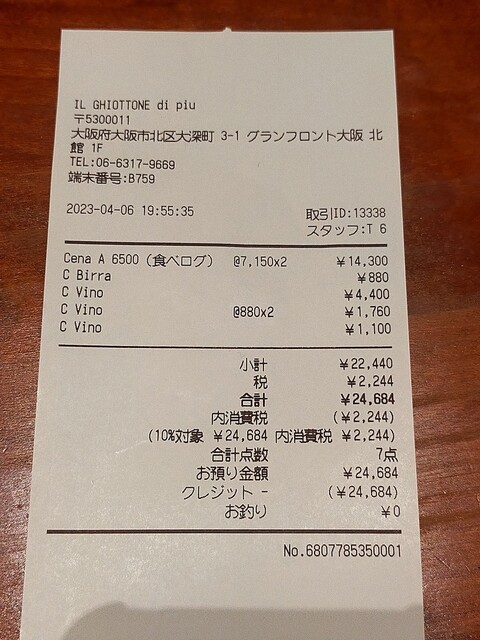 IL GHIOTTONE di piu
〒5300011
大阪府大阪市北区大深町 3-1 グランフロント大阪 北
館 1F
TEL:06-6317-9669
端末番号:B759
2023-04-06 19:55:35 取引ID:13338
スタッフ:T 6
Cena A 6500（食べログ） @7,150x2 ¥14,300
C Birra ¥880
C Vino ¥4,400
C Vino @880x2 ¥1,760
C Vino ¥1,100
小計 ¥22,440
税 ¥2,244
合計 ¥24,684
内消費税 (¥2,244)
(10%対象 ¥24,684 内消費税 ¥2,244)
合計点数 7点
お預り金額 ¥24,684
クレジット - (¥24,684)
お釣り ¥0
No.6807785350001